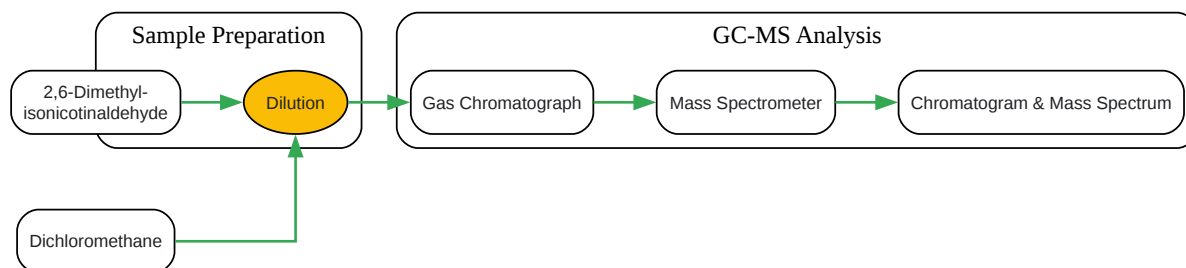 Sample Preparation
GC-MS Analysis
2,6-Dimethyl-
isonicotinaldehyde
Dilution
Gas Chromatograph
Mass Spectrometer
Chromatogram & Mass Spectrum
Dichloromethane